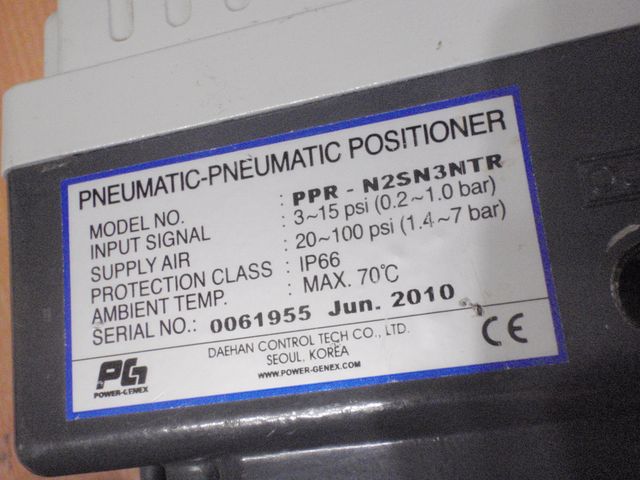 PNEUMATIC-PNEUMATIC POSITIONER
MODEL NO. : PPR - N2SN3NTR
INPUT SIGNAL : 3~15 psi (0.2~1.0 bar)
SUPPLY AIR : 20~100 psi (1.4~7 bar)
PROTECTION CLASS : IP66
AMBIENT TEMP. : MAX. 70℃
SERIAL NO.: 0061955 Jun. 2010
DAEHAN CONTROL TECH CO., LTD.
SEOUL, KOREA
WWW.POWER-GENEX.COM
PG
POWER-GENEX
CE